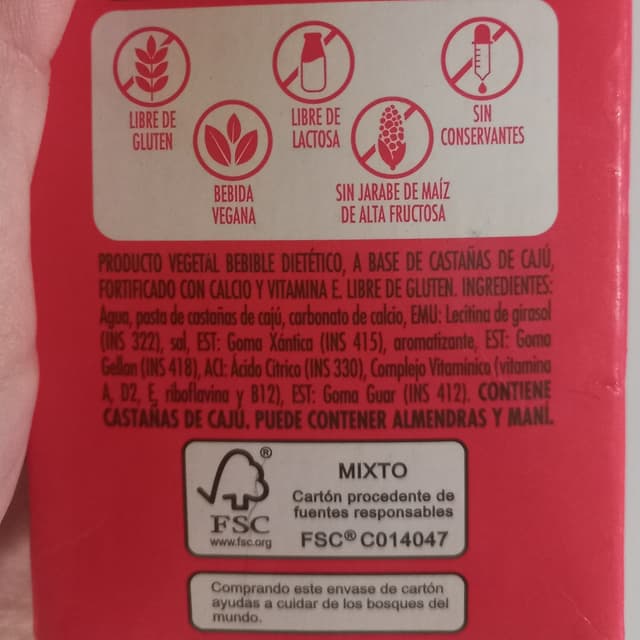 LIBRE DE
GLUTEN
LIBRE DE
LACTOSA
SIN
CONSERVANTES
BEBIDA
VEGANA
SIN JARABE DE MAÍZ
DE ALTA FRUCTOSA
PRODUCTO VEGETAL BEBIBLE DIETÉTICO, A BASE DE CASTAÑAS DE CAJÚ,
FORTIFICADO CON CALCIO Y VITAMINA E. LIBRE DE GLUTEN. INGREDIENTES:
Agua, pasta de castañas de cajú, carbonato de calcio, EMU: Lecitina de girasol
(INS 322), sal, EST: Goma Xántica (INS 415), aromatizante, EST: Goma
Gellan (INS 418), ACI: Ácido Cítrico (INS 330), Complejo Vitamínico (vitamina
A, D2, E, riboflavina y B12), EST: Goma Guar (INS 412). CONTIENE
CASTAÑAS DE CAJÚ. PUEDE CONTENER ALMENDRAS Y MANÍ.
®
FSC
www.fsc.org
MIXTO
Cartón procedente de
fuentes responsables
FSC® C014047
Comprando este envase de cartón
ayudas a cuidar de los bosques del
mundo.